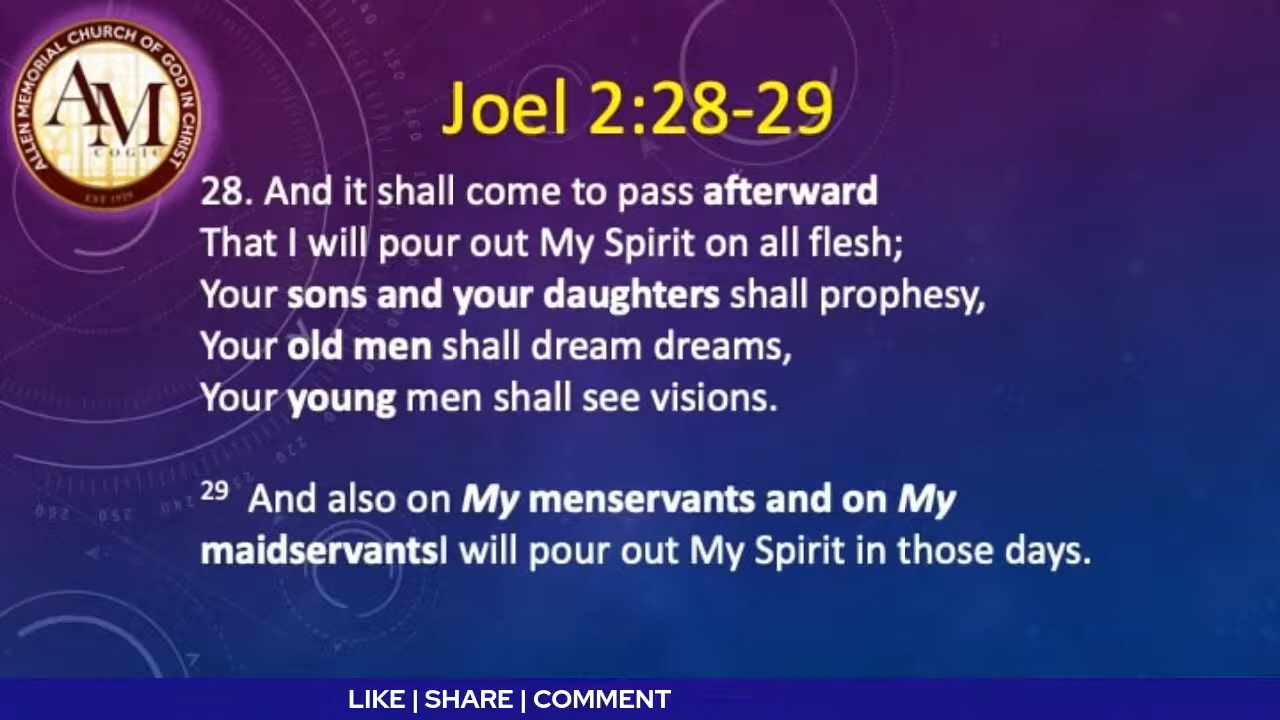 ALLEN MEMORIAL CHURCH OF GOD IN CHRIST
AM
COGIC
EST 1929
Joel 2:28-29
28. And it shall come to pass afterward
That I will pour out My Spirit on all flesh;
Your sons and your daughters shall prophesy,
Your old men shall dream dreams,
Your young men shall see visions.
29 And also on My menservants and on My
maidservantsI will pour out My Spirit in those days.
LIKE | SHARE | COMMENT